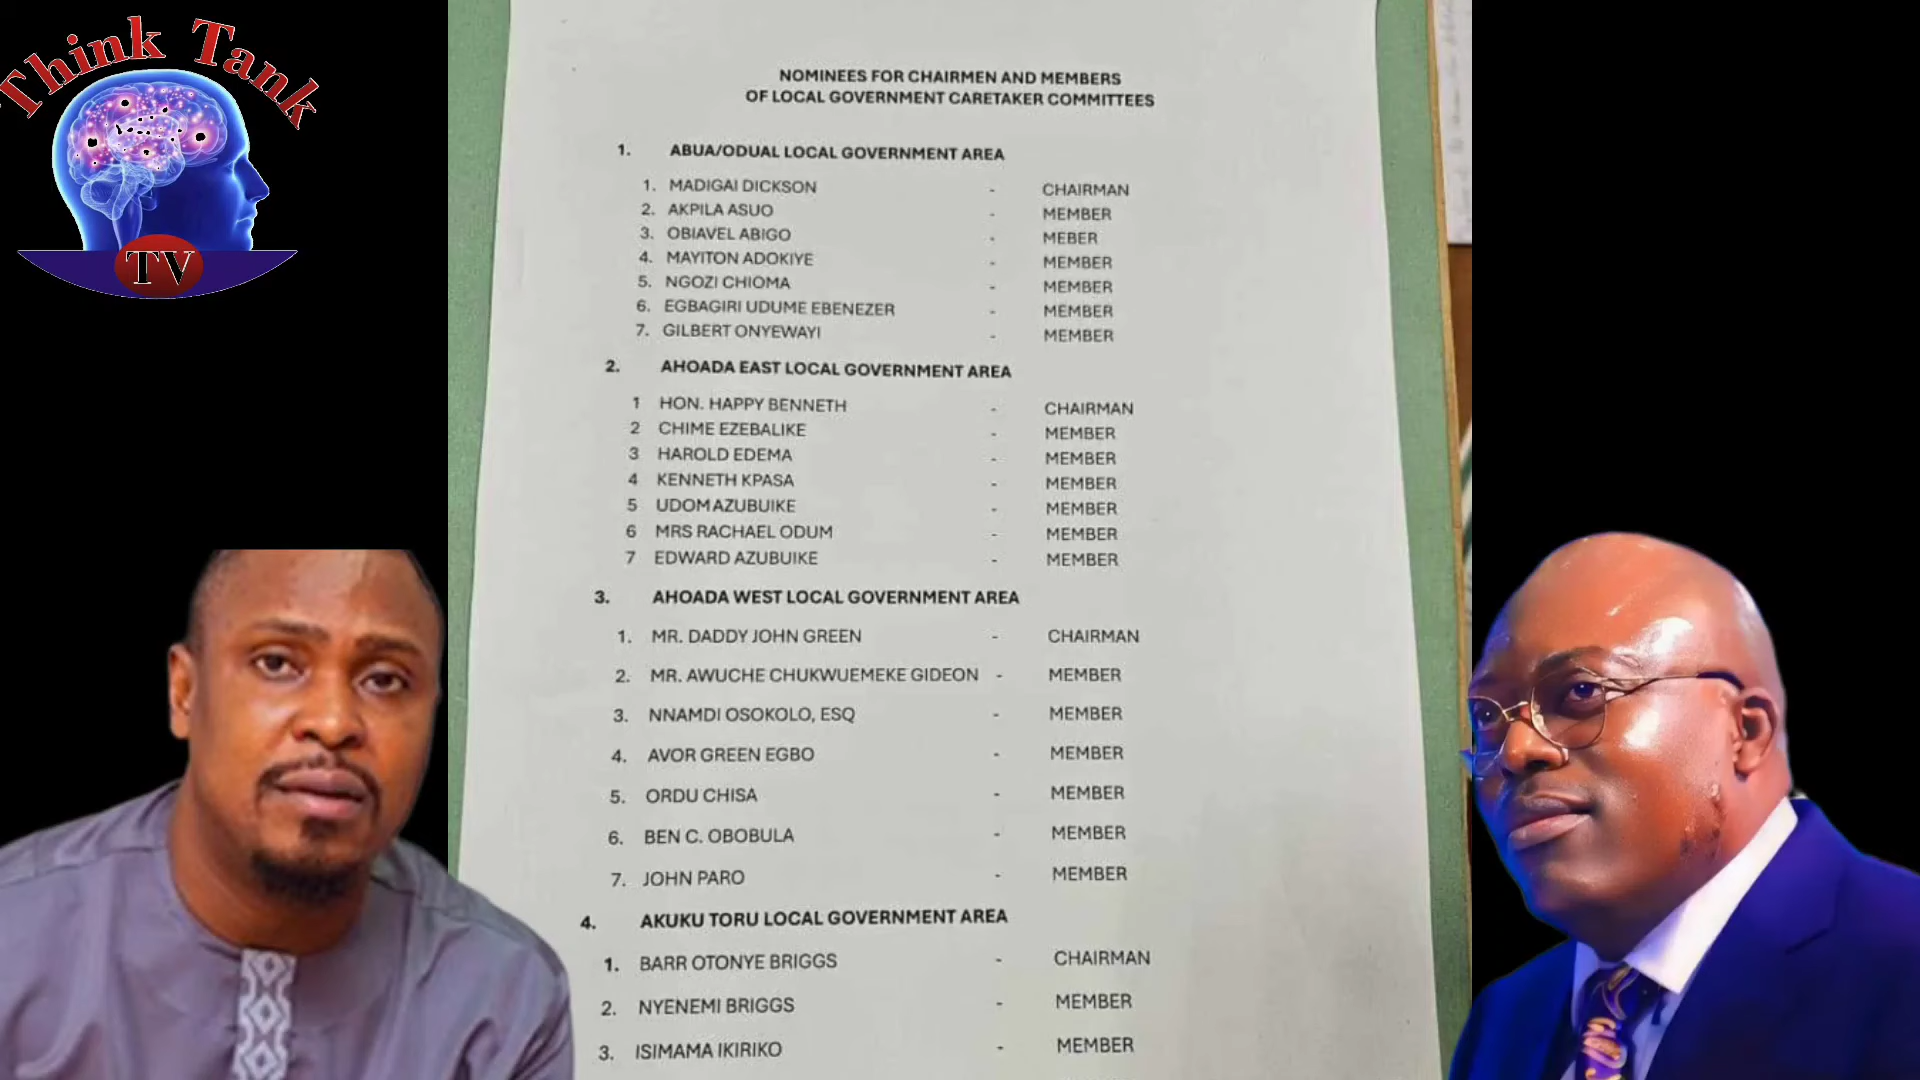 Think Tank
TV
NOMINEES FOR CHAIRMEN AND MEMBERS
OF LOCAL GOVERNMENT CARETAKER COMMITTEES
1. ABUA/ODUAL LOCAL GOVERNMENT AREA
1. MADIGAI DICKSON - CHAIRMAN
2. AKPILA ASUO - MEMBER
3. OBIAVEL ABIGO - MEBER
4. MAYITON ADOKIYE - MEMBER
5. NGOZI CHIOMA - MEMBER
6. EGBAGIRI UDUME EBENEZER - MEMBER
7. GILBERT ONYEWAYI - MEMBER
2. AHOADA EAST LOCAL GOVERNMENT AREA
1 HON. HAPPY BENNETH - CHAIRMAN
2 CHIME EZEBALIKE - MEMBER
3 HAROLD EDEMA - MEMBER
4 KENNETH KPASA - MEMBER
5 UDOM AZUBUIKE - MEMBER
6 MRS RACHAEL ODUM - MEMBER
7 EDWARD AZUBUIKE - MEMBER
3. AHOADA WEST LOCAL GOVERNMENT AREA
1. MR. DADDY JOHN GREEN - CHAIRMAN
2. MR. AWUCHE CHUKWUEMEKE GIDEON - MEMBER
3. NNAMDI OSOKOLO, ESQ - MEMBER
4. AVOR GREEN EGBO - MEMBER
5. ORDU CHISA - MEMBER
6. BEN C. OBOBULA - MEMBER
7. JOHN PARO - MEMBER
4. AKUKU TORU LOCAL GOVERNMENT AREA
1. BARR OTONYE BRIGGS - CHAIRMAN
2. NYENEMI BRIGGS - MEMBER
3. ISIMAMA IKIRIKO - MEMBER